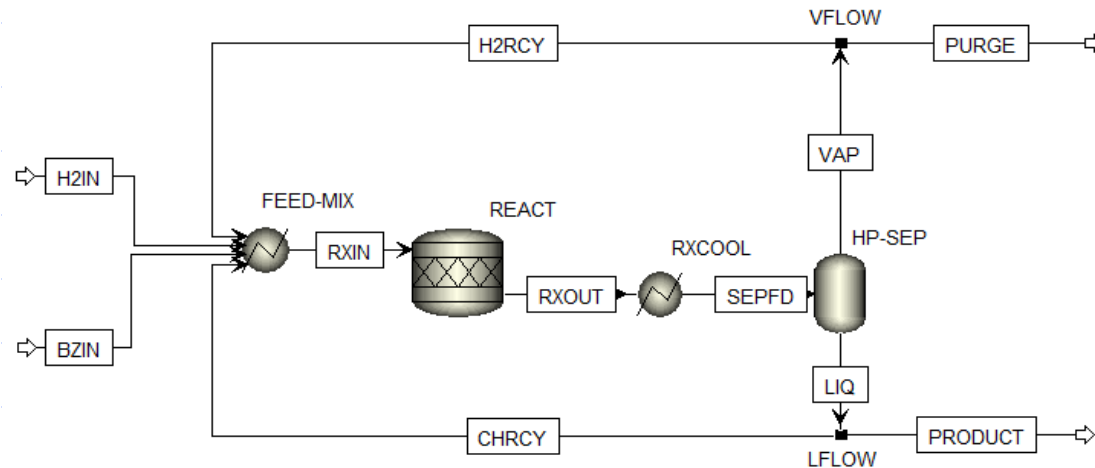 VFLOW
H2RCY
PURGE
VAP
H2IN
FEED-MIX
REACT
RXIN
RXCOOL
HP-SEP
RXOUT
SEPFD
BZIN
LIQ
CHRCY
PRODUCT
LFLOW